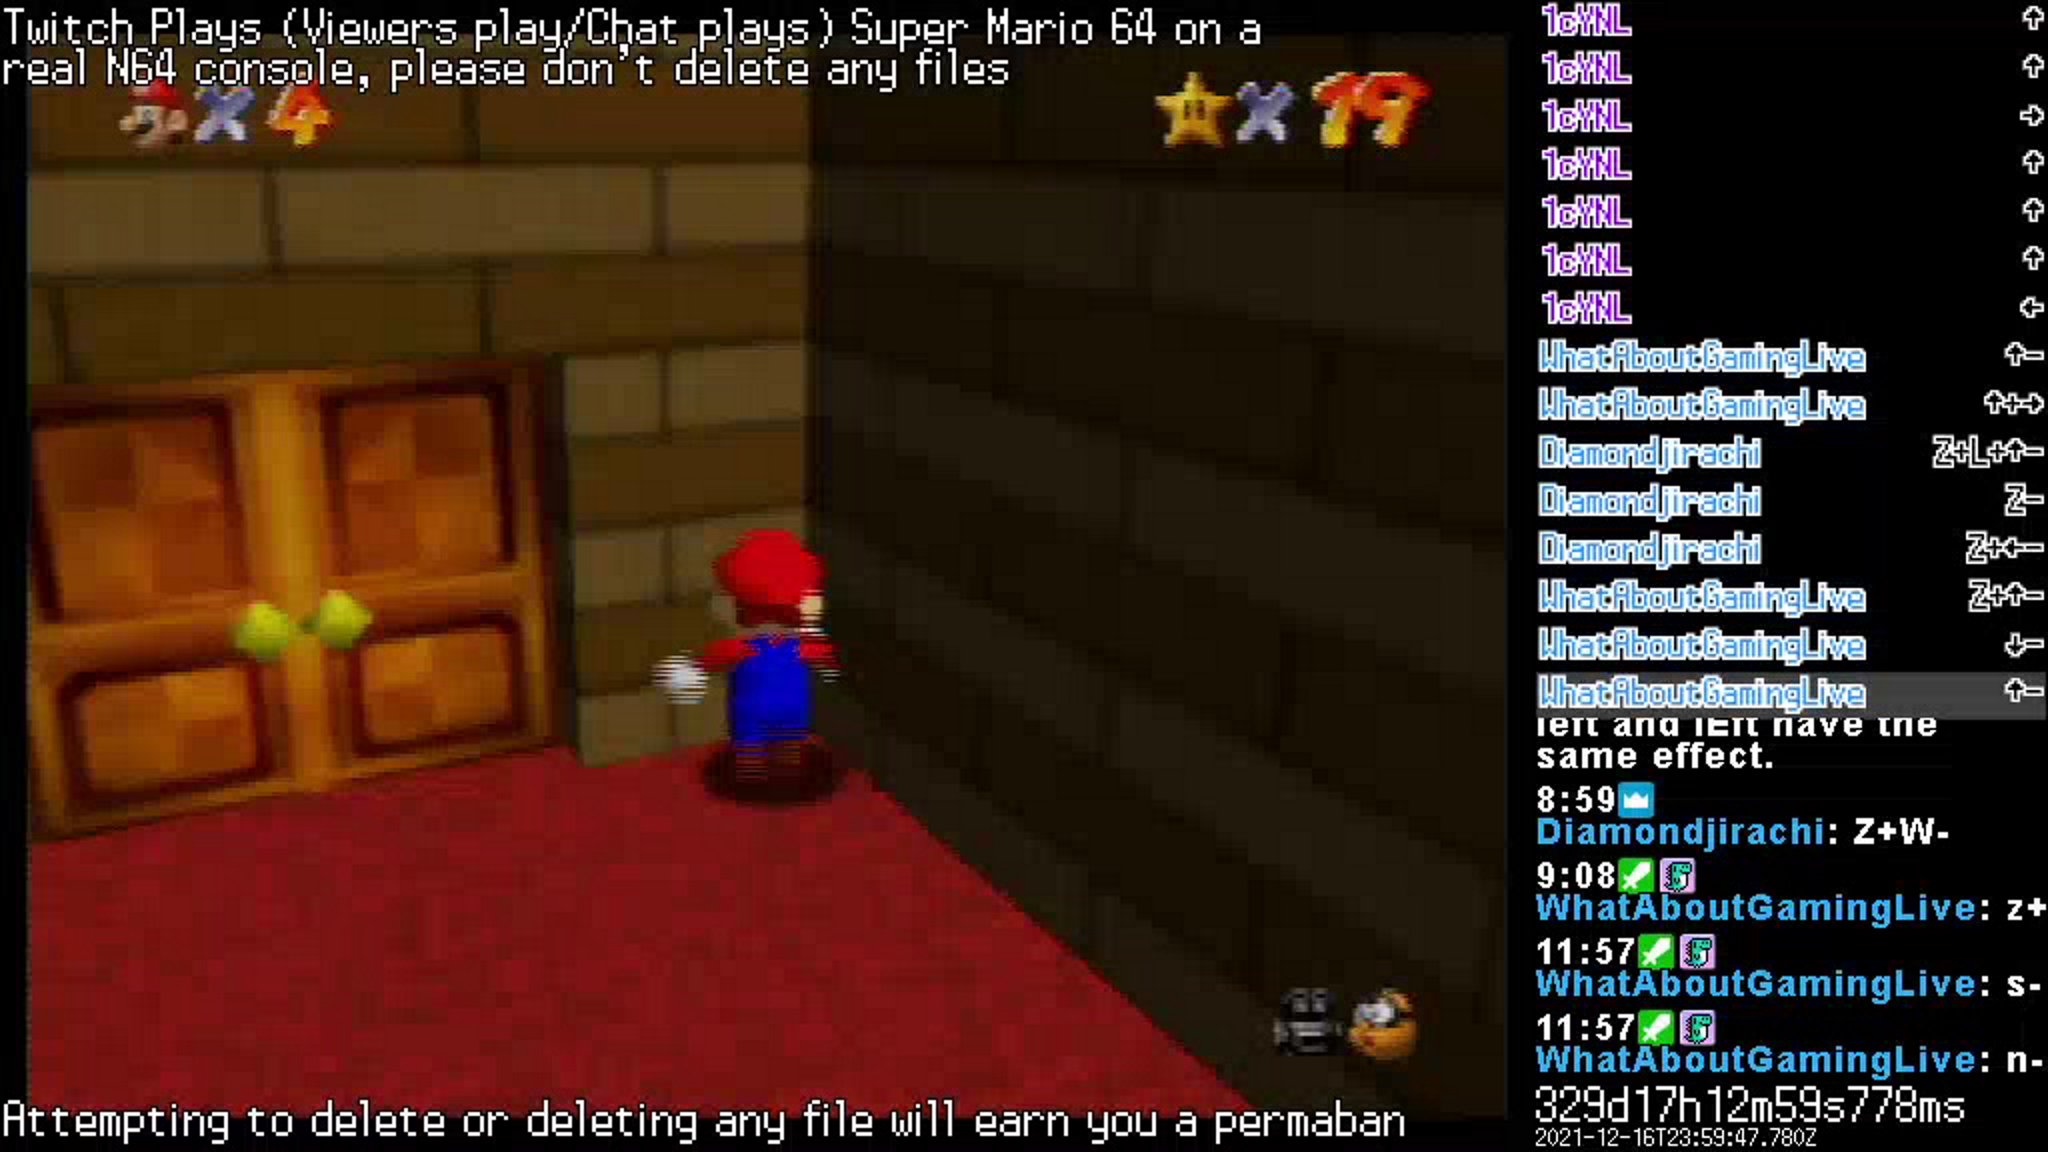 Twitch Plays (Viewers play/Chat plays) Super Mario 64 on a
real N64 console, please don't delete any files
x 4
x 19
1cYNL ↑
1cYNL ↑
1cYNL →
1cYNL ↑
1cYNL ↑
1cYNL ↑
1cYNL ←
WhatAboutGamingLive ↑-
WhatAboutGamingLive ↑+→
Diamondjirachi Z+L+↑-
Diamondjirachi Z-
Diamondjirachi Z+←-
WhatAboutGamingLive Z+↑-
WhatAboutGamingLive ↓-
WhatAboutGamingLive ↑-
left and lEft have the
same effect.
8:59
Diamondjirachi: Z+W-
9:08
WhatAboutGamingLive: z+
11:57
WhatAboutGamingLive: s-
11:57
WhatAboutGamingLive: n-
329d17h12m59s778ms
2021-12-16T23:59:47.780Z
Attempting to delete or deleting any file will earn you a permaban